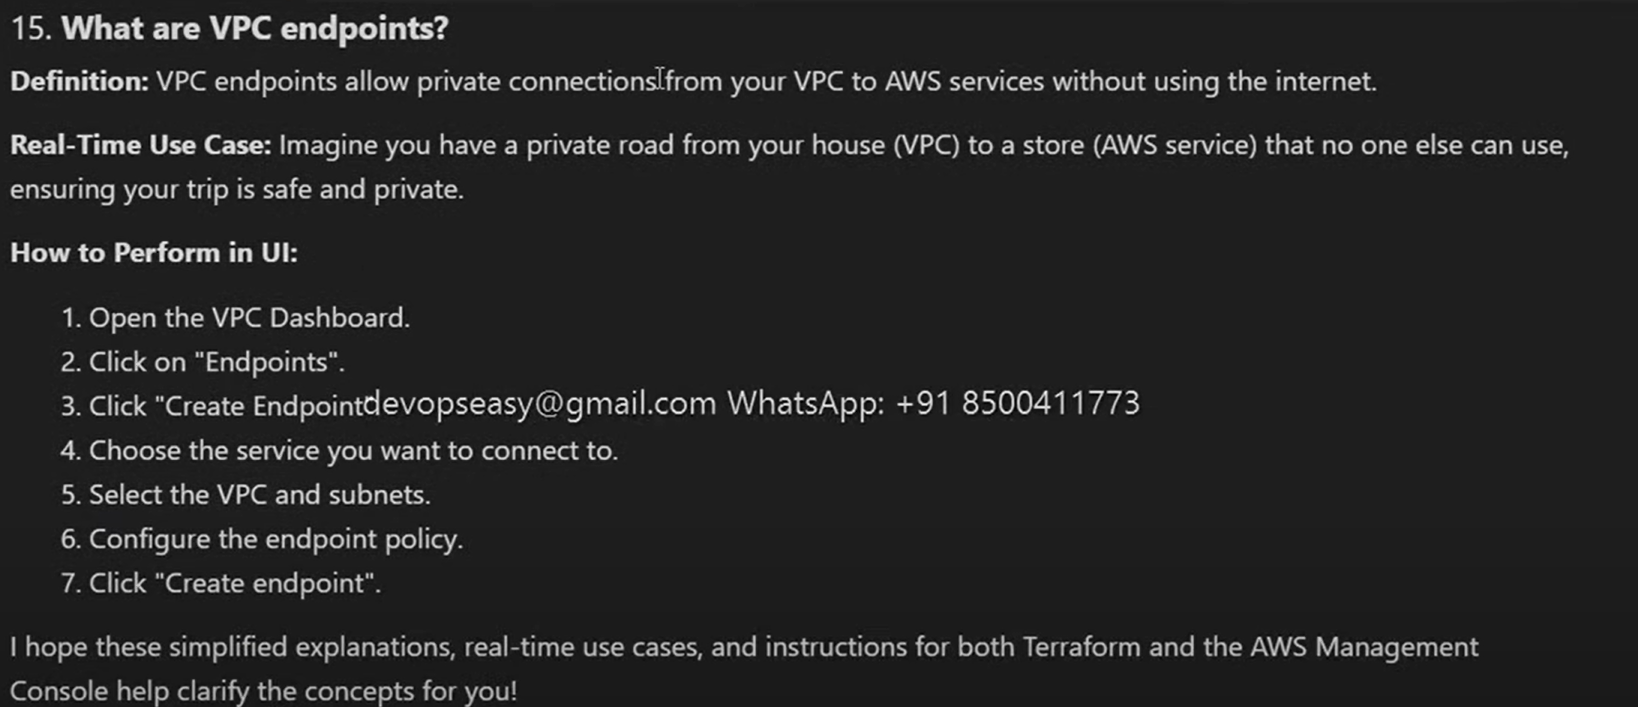 15. What are VPC endpoints?
Definition: VPC endpoints allow private connections from your VPC to AWS services without using the internet.
Real-Time Use Case: Imagine you have a private road from your house (VPC) to a store (AWS service) that no one else can use,
ensuring your trip is safe and private.
How to Perform in UI:
1. Open the VPC Dashboard.
2. Click on "Endpoints".
3. Click "Create Endpoint" devopseasy@gmail.com WhatsApp: +91 8500411773
4. Choose the service you want to connect to.
5. Select the VPC and subnets.
6. Configure the endpoint policy.
7. Click "Create endpoint".
I hope these simplified explanations, real-time use cases, and instructions for both Terraform and the AWS Management
Console help clarify the concepts for you!